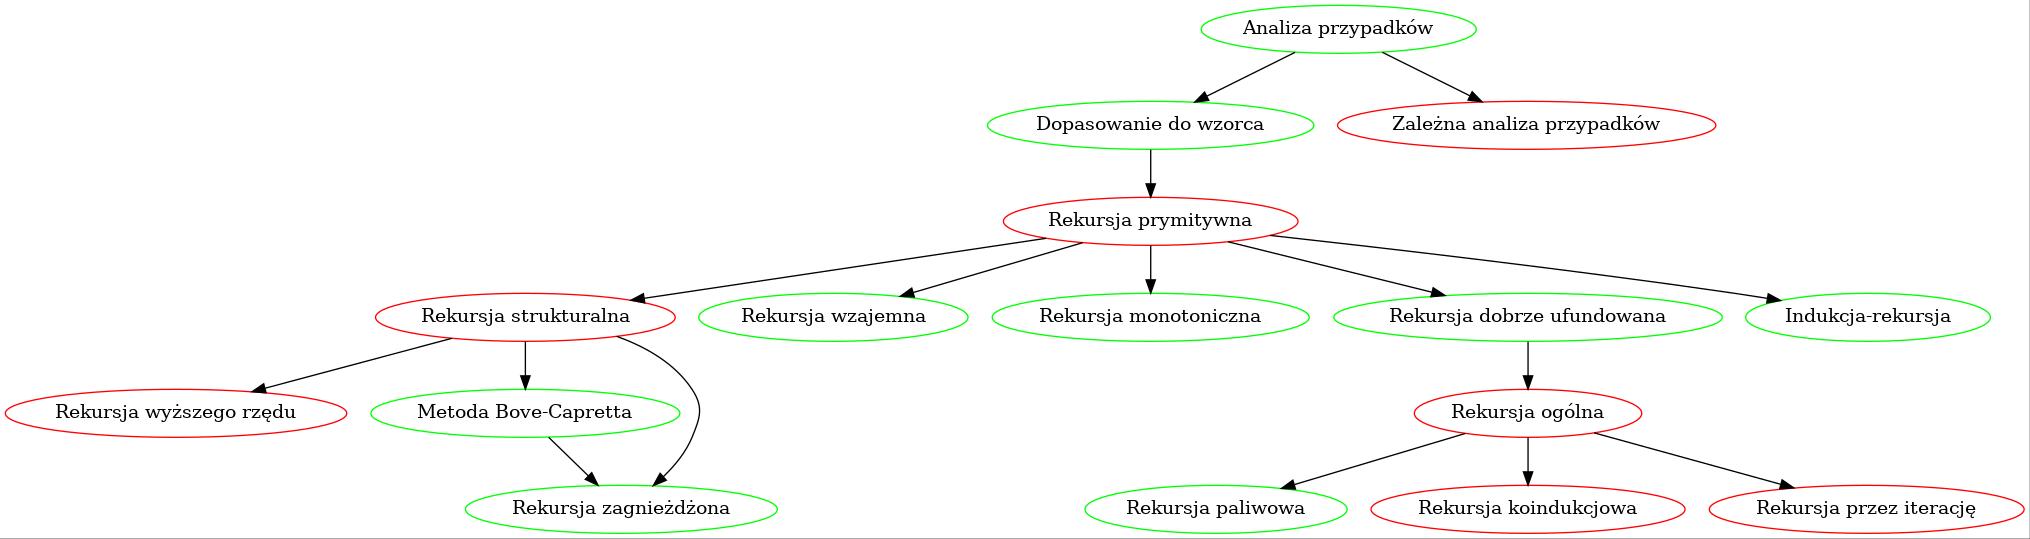 Analiza przypadków
Dopasowanie do wzorca
Zależna analiza przypadków
Rekursja prymitywna
Rekursja strukturalna
Rekursja wzajemna
Rekursja monotoniczna
Rekursja dobrze ufundowana
Indukcja-rekursja
Rekursja wyższego rzędu
Metoda Bove-Capretta
Rekursja ogólna
Rekursja zagnieżdżona
Rekursja paliwowa
Rekursja koindukcjowa
Rekursja przez iterację